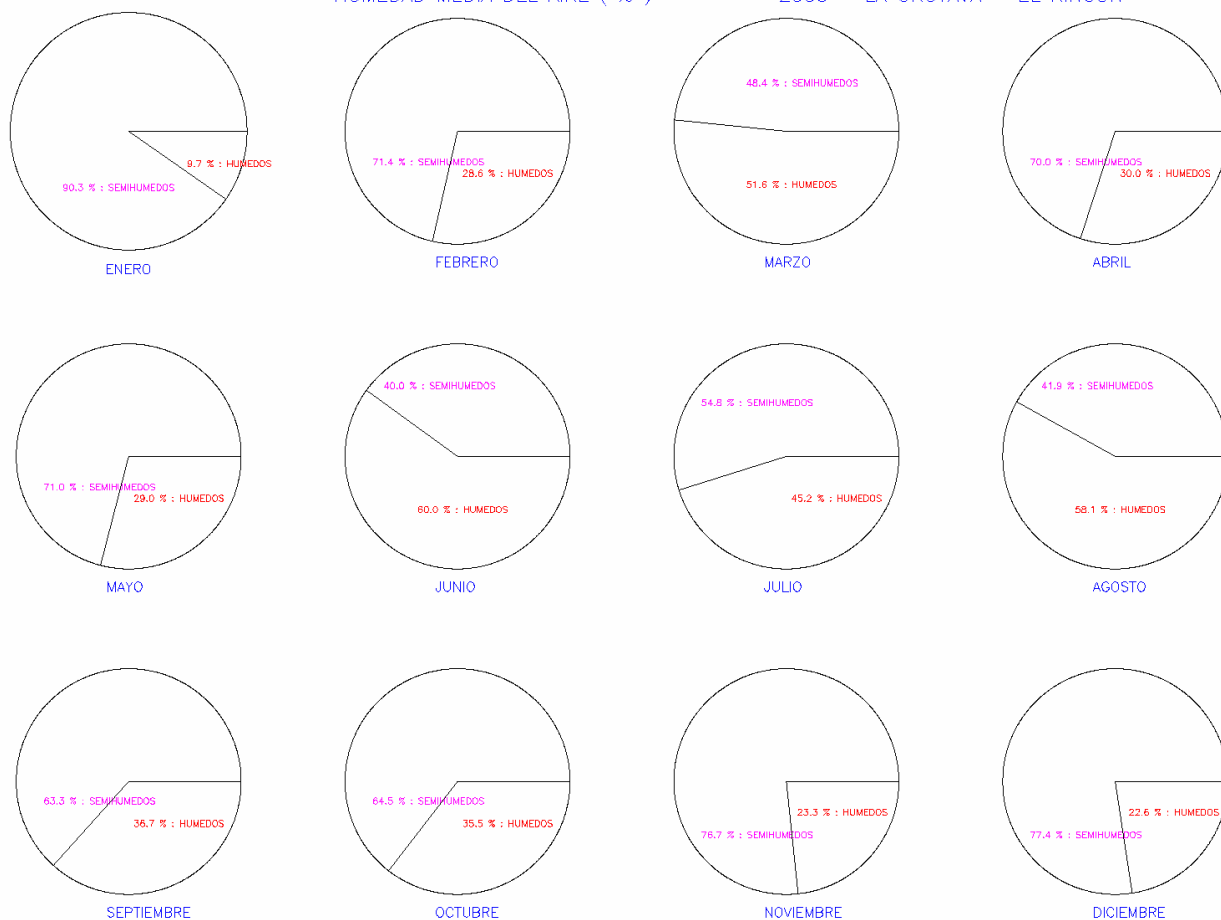 HUMEDAD MEDIA DEL AIRE ( % )
48.4 % : SEMIHUMEDOS
9.7 % : HUMEDOS
90.3 % : SEMIHUMEDOS
71.4 % : SEMIHUMEDOS
28.6 % : HUMEDOS
51.6 % : HUMEDOS
70.0 % : SEMIHUMEDOS
30.0 % : HUMEDOS
ENERO
FEBRERO
MARZO
ABRIL
40.0 % : SEMIHUMEDOS
54.8 % : SEMIHUMEDOS
41.9 % : SEMIHUMEDOS
71.0 % : SEMIHUMEDOS
29.0 % : HUMEDOS
60.0 % : HUMEDOS
45.2 % : HUMEDOS
58.1 % : HUMEDOS
MAYO
JUNIO
JULIO
AGOSTO
63.3 % : SEMIHUMEDOS
36.7 % : HUMEDOS
64.5 % : SEMIHUMEDOS
35.5 % : HUMEDOS
23.3 % : HUMEDOS
76.7 % : SEMIHUMEDOS
22.6 % : HUMEDOS
77.4 % : SEMIHUMEDOS
SEPTIEMBRE
OCTUBRE
NOVIEMBRE
DICIEMBRE